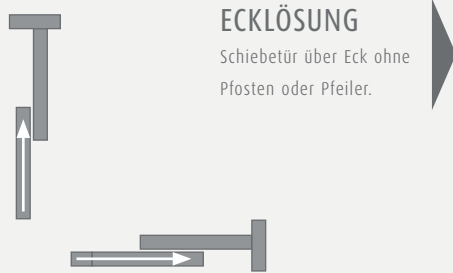 ECKLÖSUNG
Schiebetür über Eck ohne
Pfosten oder Pfeiler.